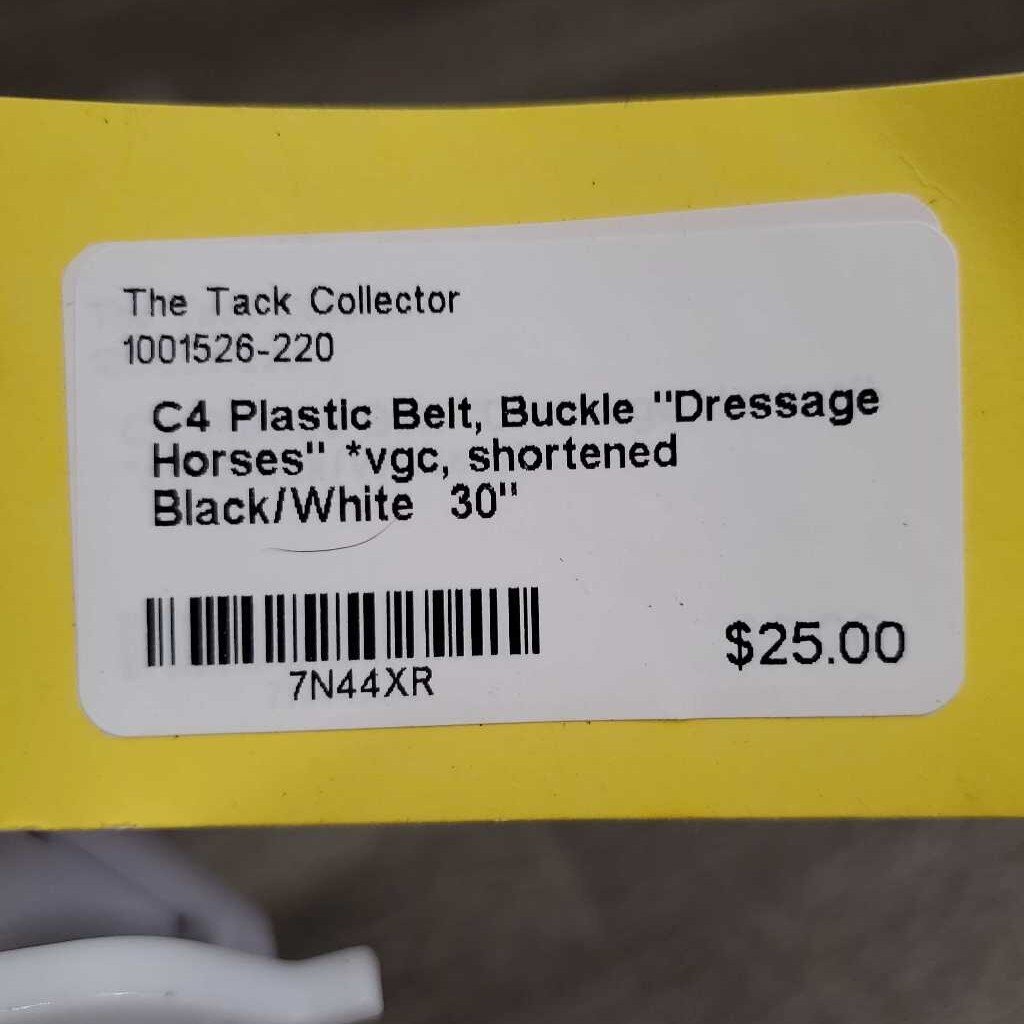 The Tack Collector
1001526-220
C4 Plastic Belt, Buckle "Dressage
Horses" *vgc, shortened
Black/White 30"
7N44XR
$25.00